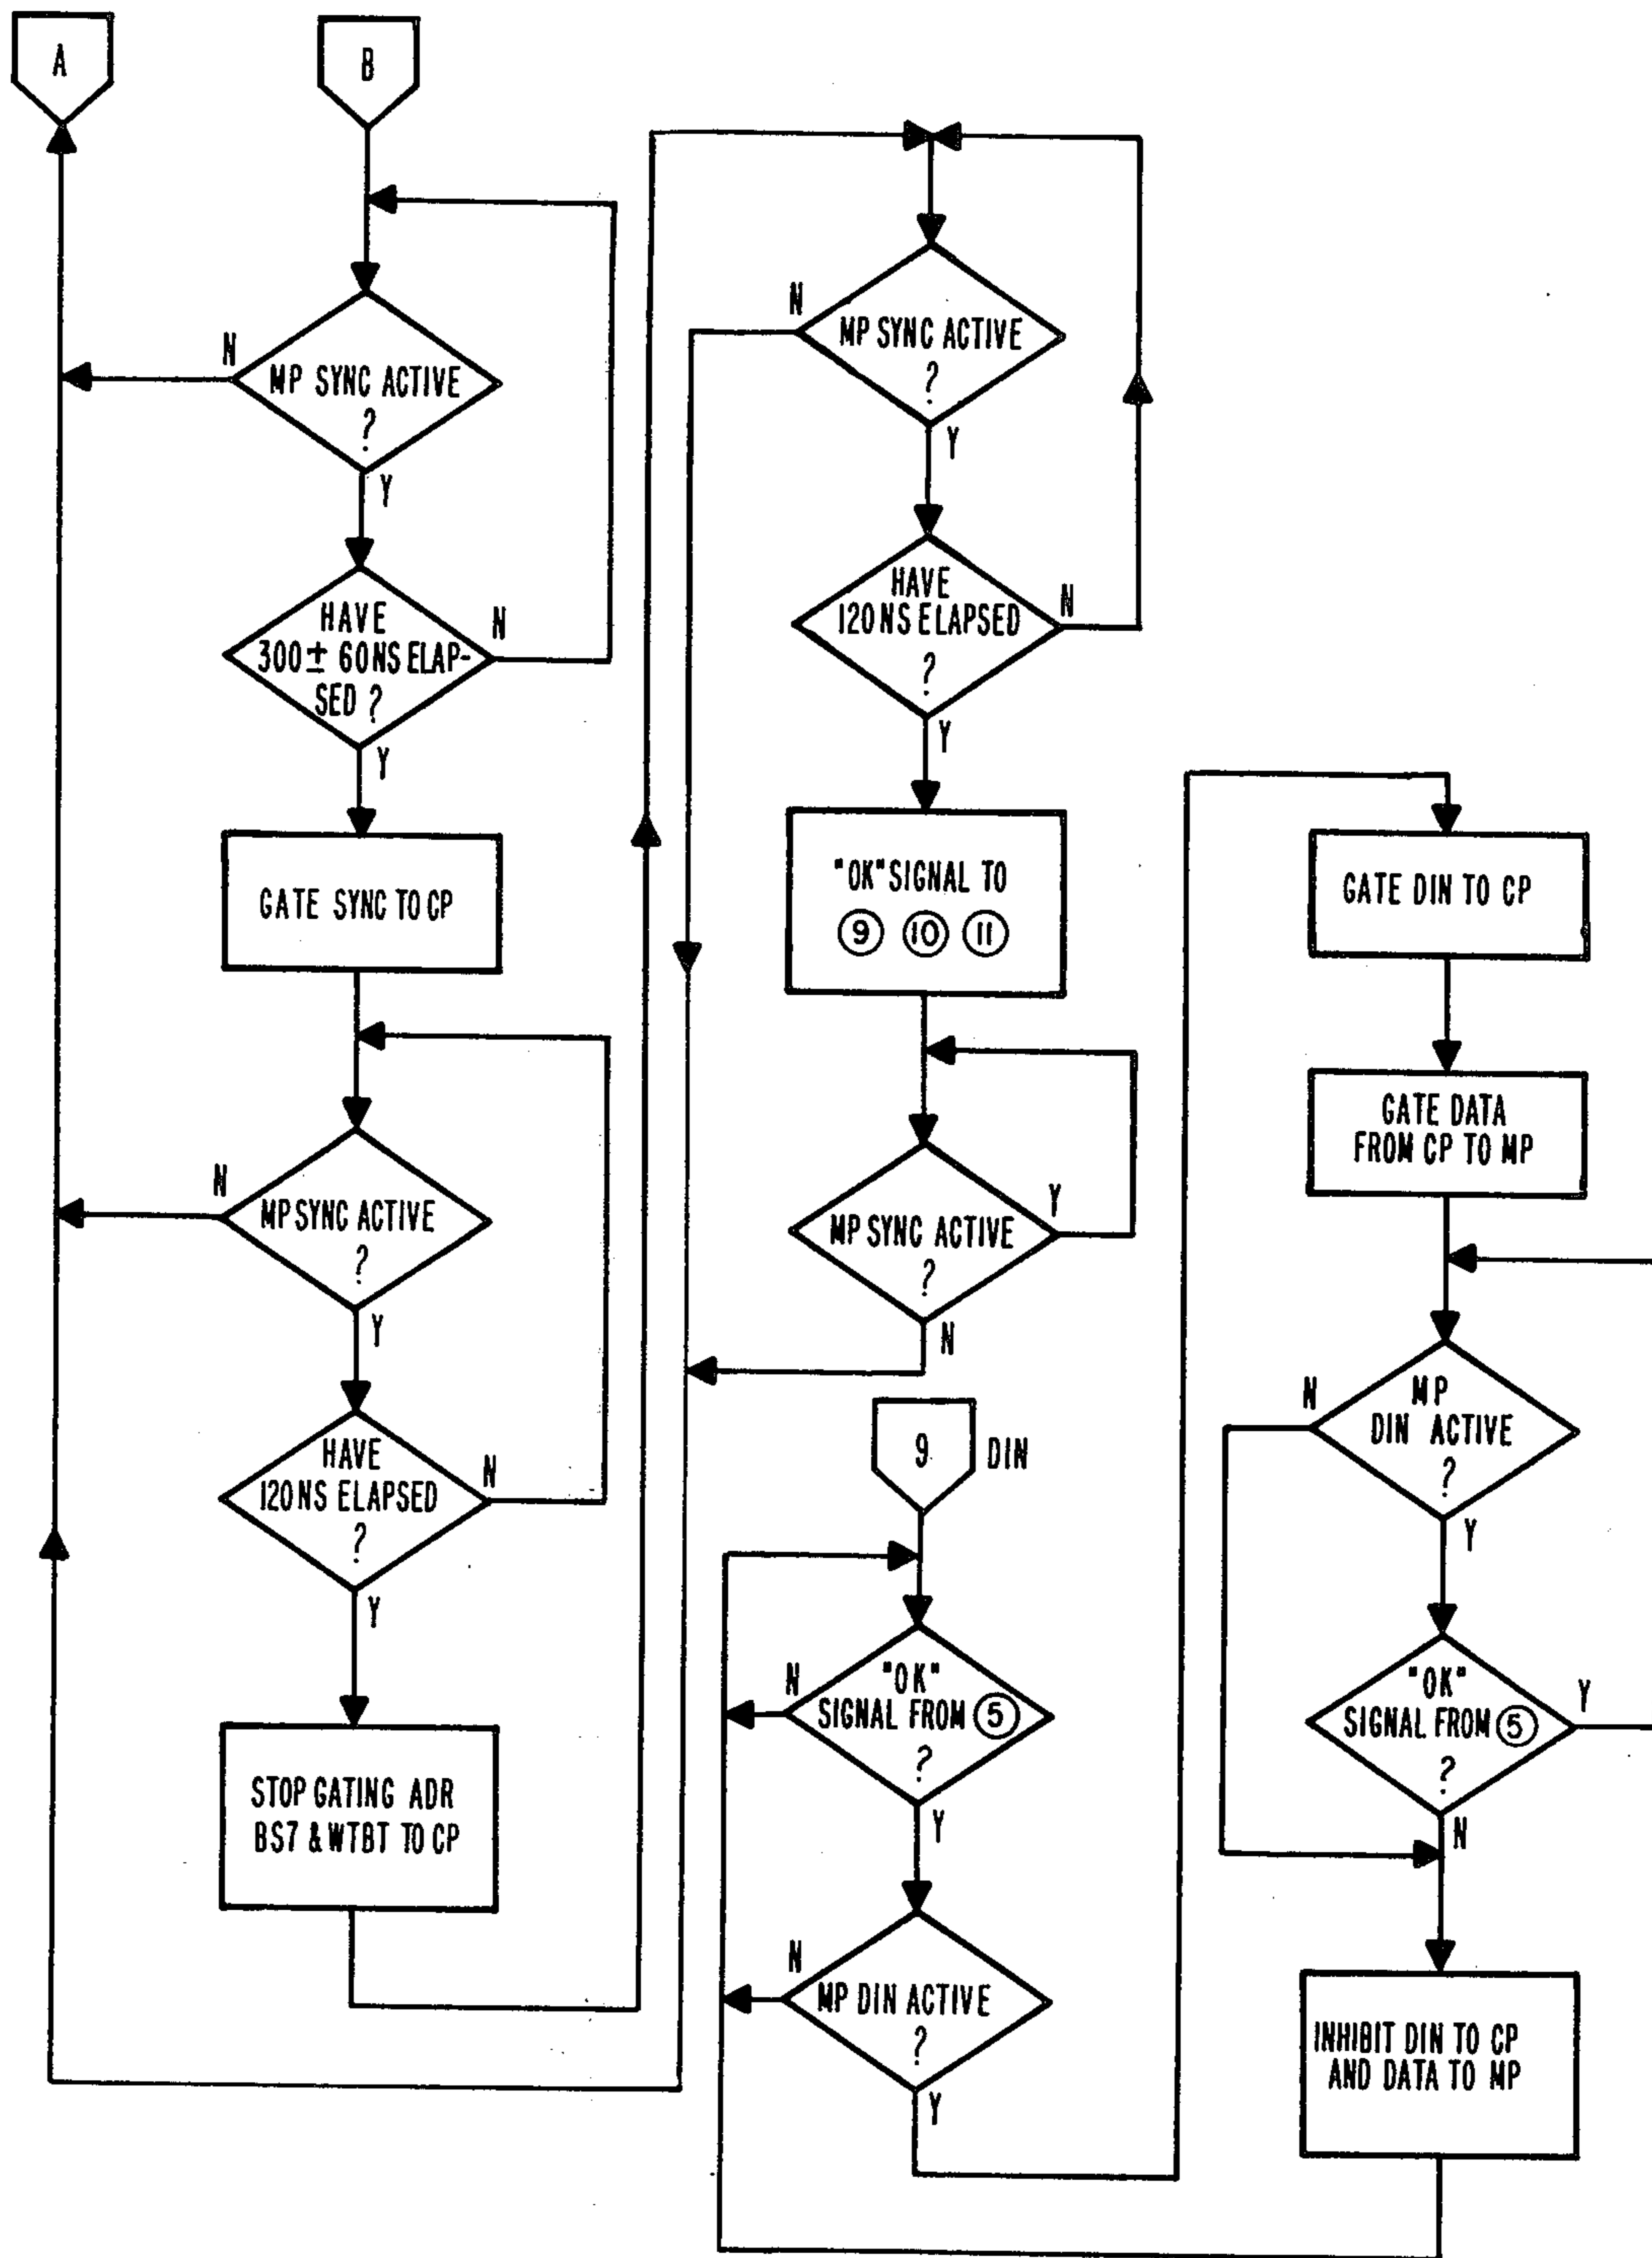 A
B
N
MP SYNC ACTIVE
?
Y
HAVE
300 ± 60NS ELAP-
SED ?
N
Y
GATE SYNC TO CP
N
MP SYNC ACTIVE
?
Y
HAVE
120NS ELAPSED
?
N
Y
STOP GATING ADR
BS7 & WTBT TO CP
N
MP SYNC ACTIVE
?
Y
HAVE
120NS ELAPSED
?
N
Y
"OK" SIGNAL TO
9 10 11
MP SYNC ACTIVE
?
Y
N
9
DIN
N
"OK"
SIGNAL FROM 5
?
Y
N
MP DIN ACTIVE
?
Y
GATE DIN TO CP
GATE DATA
FROM CP TO MP
N
MP
DIN ACTIVE
?
Y
"OK"
SIGNAL FROM 5
?
Y
N
INHIBIT DIN TO CP
AND DATA TO MP